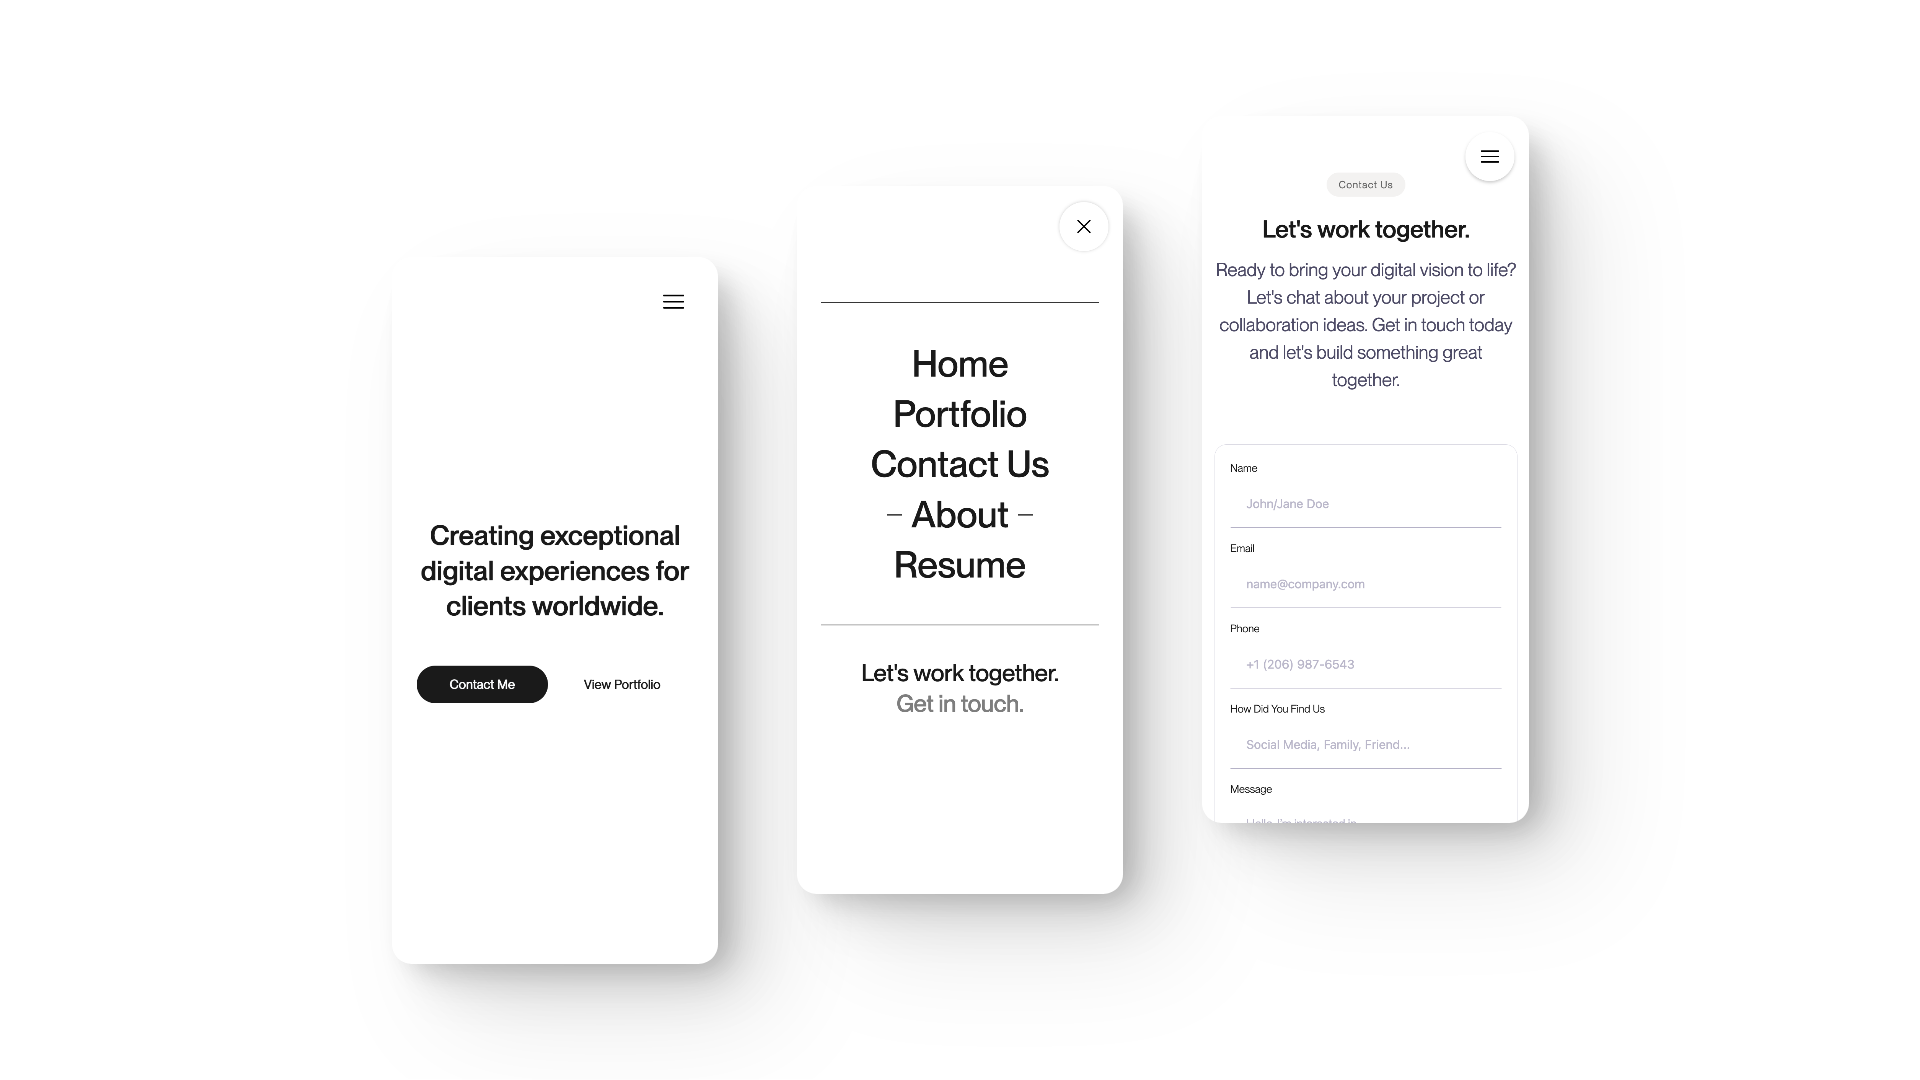 Creating exceptional
digital experiences for
clients worldwide.
Contact Me
View Portfolio
Home
Portfolio
Contact Us
– About –
Resume
Let's work together.
Get in touch.
Contact Us
Let's work together.
Ready to bring your digital vision to life?
Let's chat about your project or
collaboration ideas. Get in touch today
and let's build something great
together.
Name
John/Jane Doe
Email
name@company.com
Phone
+1 (206) 987-6543
How Did You Find Us
Social Media, Family, Friend...
Message